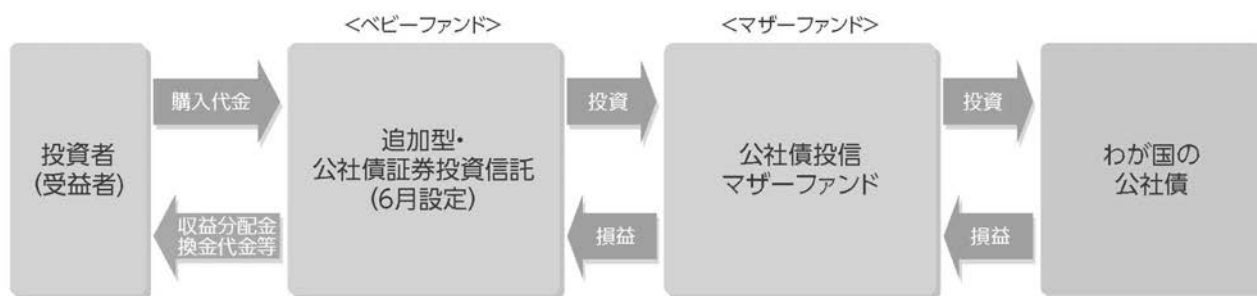 <ベビーファンド>
<マザーファンド>
投資者
(受益者)
購入代金
収益分配金
換金代金等
追加型・
公社債証券投資信託
(6月設定)
投資
損益
公社債投信
マザーファンド
投資
損益
わが国の
公社債